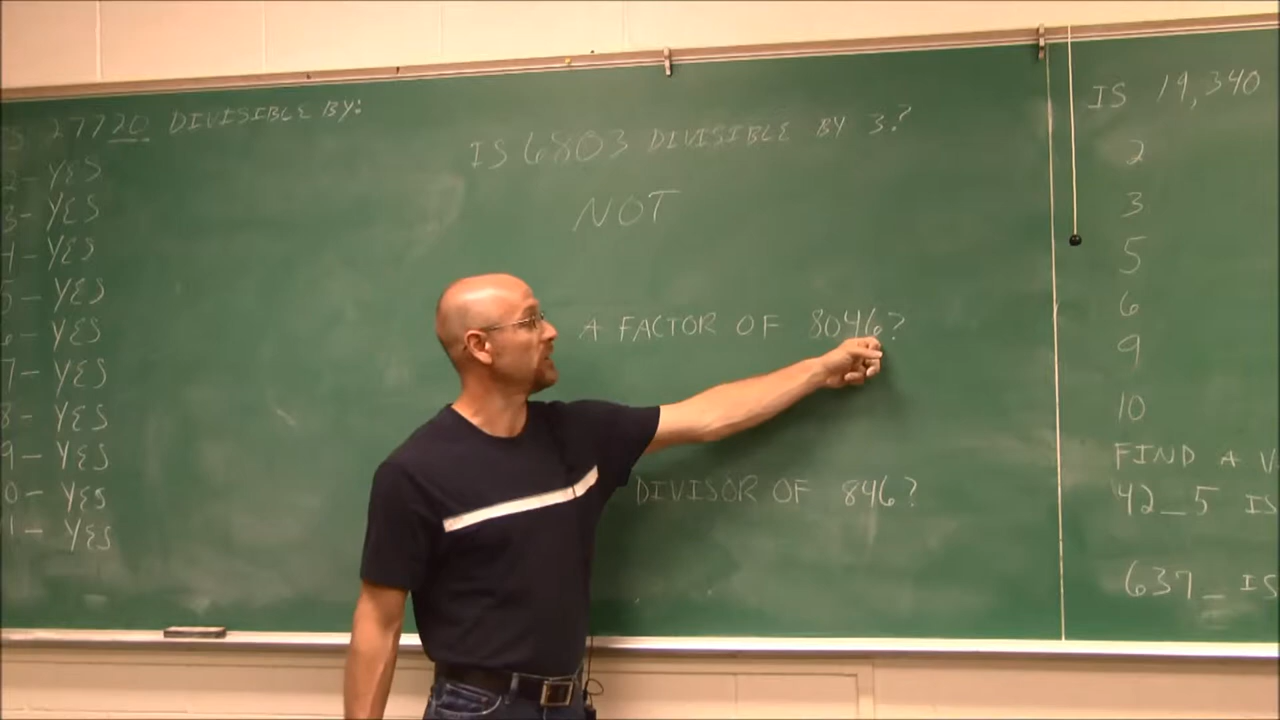 27720 DIVISIBLE BY:
2 - YES
3 - YES
4 - YES
5 - YES
6 - YES
7 - YES
8 - YES
9 - YES
0 - YES
1 - YES
IS 6803 DIVISIBLE BY 3?
NOT
A FACTOR OF 8046?
DIVISOR OF 846?
IS 19,340
2
3
5
6
9
10
FIND A V
42_5 IS
637_ IS